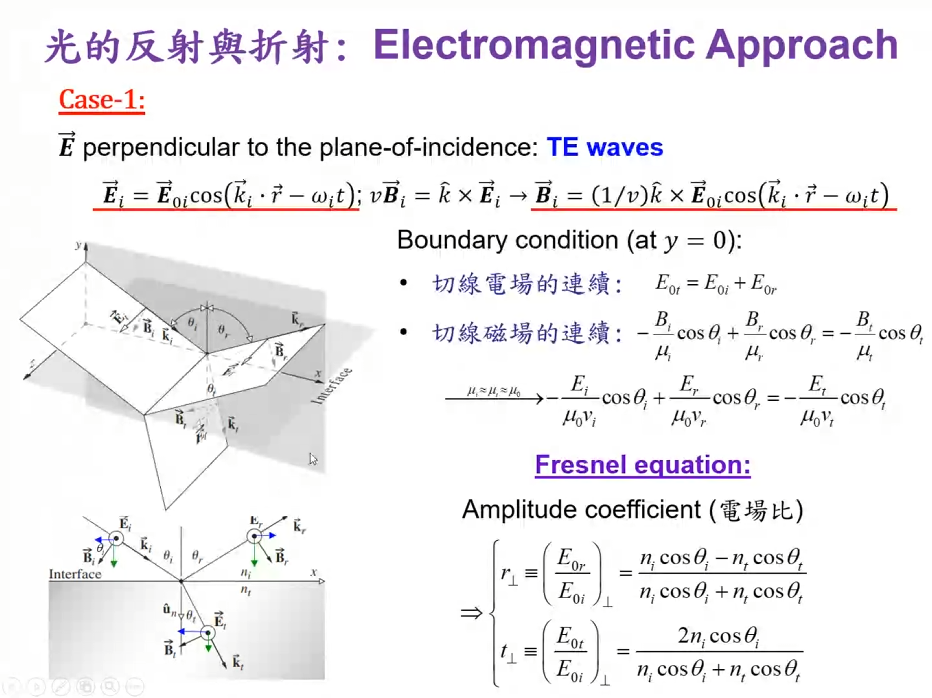 光的反射與折射: Electromagnetic Approach
Case-1:
$\vec{E}$ perpendicular to the plane-of-incidence: TE waves
$\vec{E}_i = \vec{E}_{0i}\cos(\vec{k}_i \cdot \vec{r} - \omega_i t)$; $v\vec{B}_i = \hat{k} \times \vec{E}_i \rightarrow \vec{B}_i = (1/v)\hat{k} \times \vec{E}_{0i}\cos(\vec{k}_i \cdot \vec{r} - \omega_i t)$
Boundary condition (at $y = 0$):
• 切線電場的連續: $E_{0t} = E_{0i} + E_{0r}$
• 切線磁場的連續: $-\frac{B_i}{\mu_i}\cos\theta_i + \frac{B_r}{\mu_r}\cos\theta_r = -\frac{B_t}{\mu_t}\cos\theta_t$
$\xrightarrow{\mu_i \approx \mu_t \approx \mu_0} -\frac{E_i}{\mu_0 v_i}\cos\theta_i + \frac{E_r}{\mu_0 v_r}\cos\theta_r = -\frac{E_t}{\mu_0 v_t}\cos\theta_t$
Fresnel equation:
Amplitude coefficient (電場比)
$\Rightarrow r_\perp \equiv \left(\frac{E_{0r}}{E_{0i}}\right)_\perp = \frac{n_i\cos\theta_i - n_t\cos\theta_t}{n_i\cos\theta_i + n_t\cos\theta_t}$
$t_\perp \equiv \left(\frac{E_{0t}}{E_{0i}}\right)_\perp = \frac{2n_i\cos\theta_i}{n_i\cos\theta_i + n_t\cos\theta_t}$
y
$\vec{B}_i$ $\vec{k}_i$ $\theta_i$ $\theta_r$ $\vec{k}_r$
$\vec{B}_r$
z
x
Interface
$\theta_t$
$\vec{B}_t$ $\vec{k}_t$
$\vec{E}_i$ $E_r$ $\vec{k}_r$
$\theta_i$ $\vec{B}_i$ $\vec{k}_i$ $\theta_i$ $\theta_r$ $\vec{B}_r$
Interface $n_i$ x
$n_t$
$\hat{u}_n$ $\theta_t$ $\vec{E}_t$
$\vec{B}_t$ $\vec{k}_t$